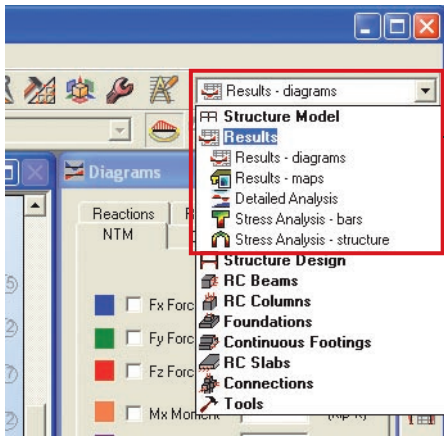 Results - diagrams
Structure Model
Results
Results - diagrams
Diagrams
Results - maps
Detailed Analysis
Reactions
Stress Analysis - bars
NTM
Stress Analysis - structure
Structure Design
RC Beams
Fx Forc
RC Columns
Foundations
Fy Forc
Continuous Footings
Fz Forc
RC Slabs
Connections
Mx Moment
Tools